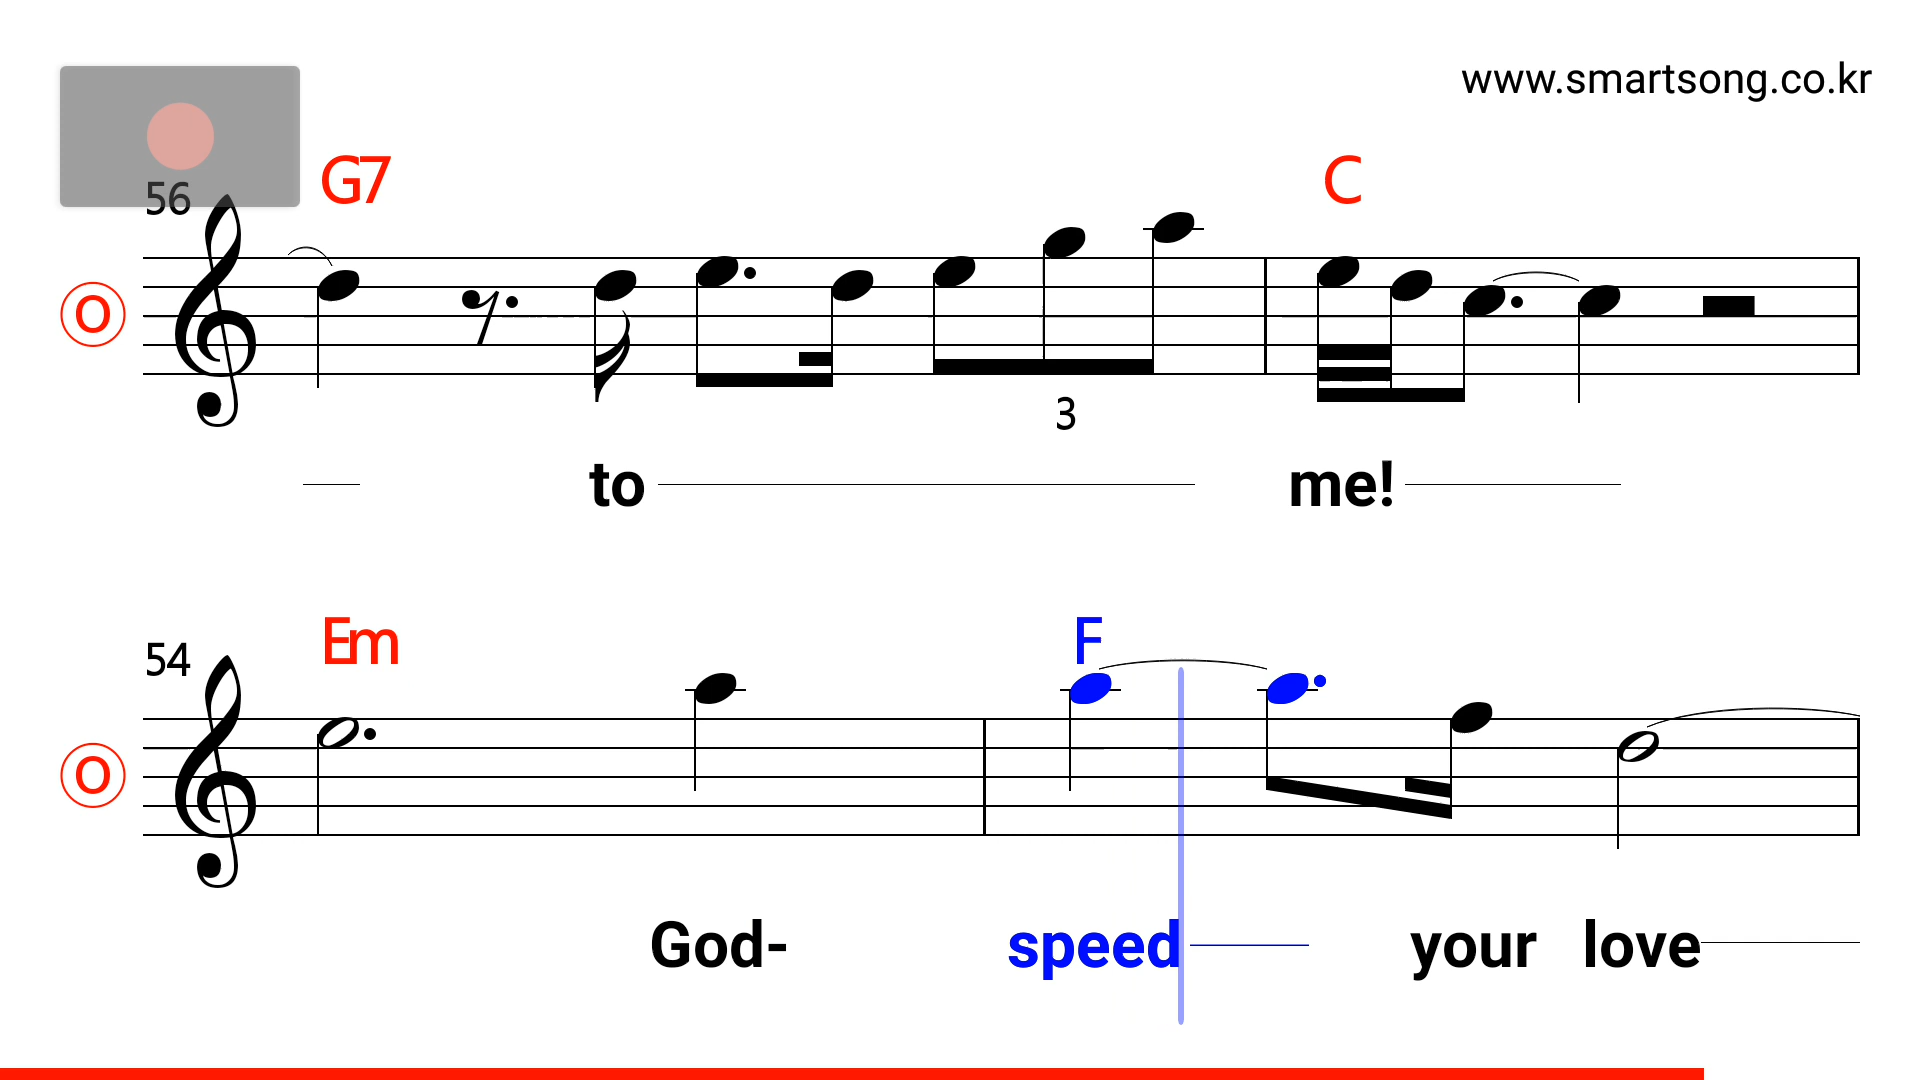 www.smartsong.co.kr
56 G7 C
O
3
to me!
54 Em F
O
God- speed your love